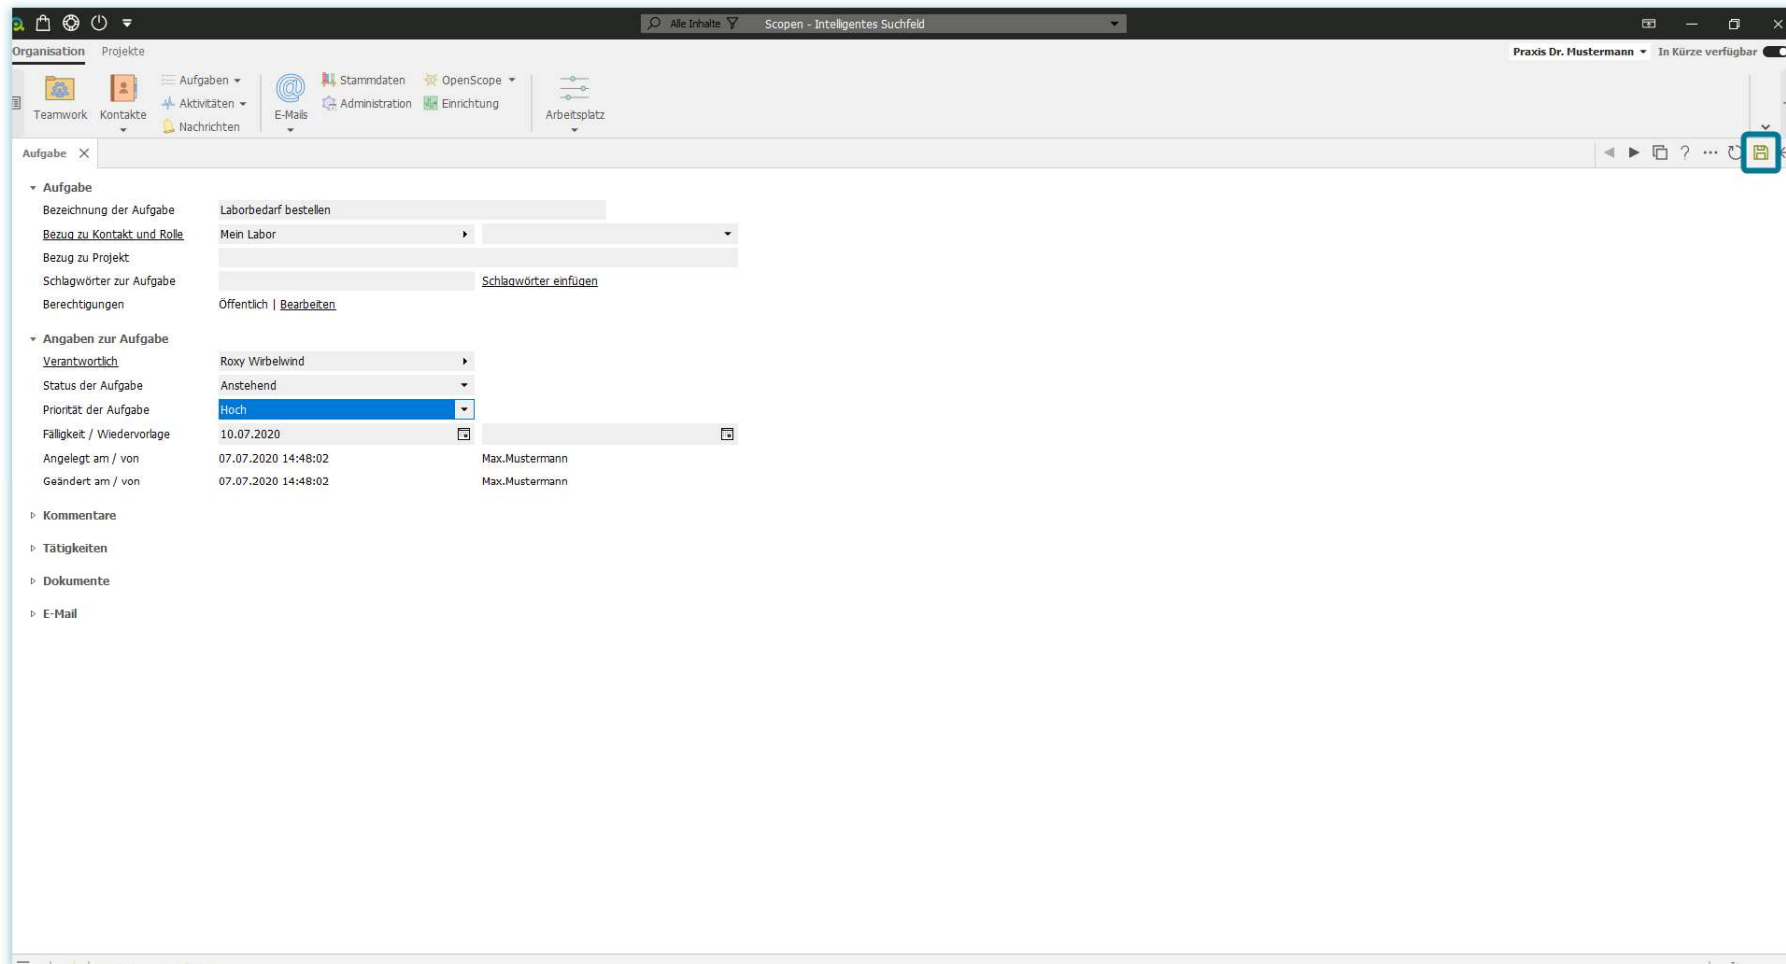 Alle Inhalte Scopen - Intelligentes Suchfeld
Organisation Projekte
Praxis Dr. Mustermann In Kürze verfügbar
Teamwork
Kontakte
Aufgaben
Aktivitäten
Nachrichten
E-Mails
Stammdaten
Administration
OpenScope
Einrichtung
Arbeitsplatz
Aufgabe
Aufgabe
Bezeichnung der Aufgabe Laborbedarf bestellen
Bezug zu Kontakt und Rolle Mein Labor
Bezug zu Projekt
Schlagwörter zur Aufgabe Schlagwörter einfügen
Berechtigungen Öffentlich | Bearbeiten
Angaben zur Aufgabe
Verantwortlich Roxy Wirbelwind
Status der Aufgabe Anstehend
Priorität der Aufgabe Hoch
Fälligkeit / Wiedervorlage 10.07.2020
Angelegt am / von 07.07.2020 14:48:02 Max.Mustermann
Geändert am / von 07.07.2020 14:48:02 Max.Mustermann
Kommentare
Tätigkeiten
Dokumente
E-Mail